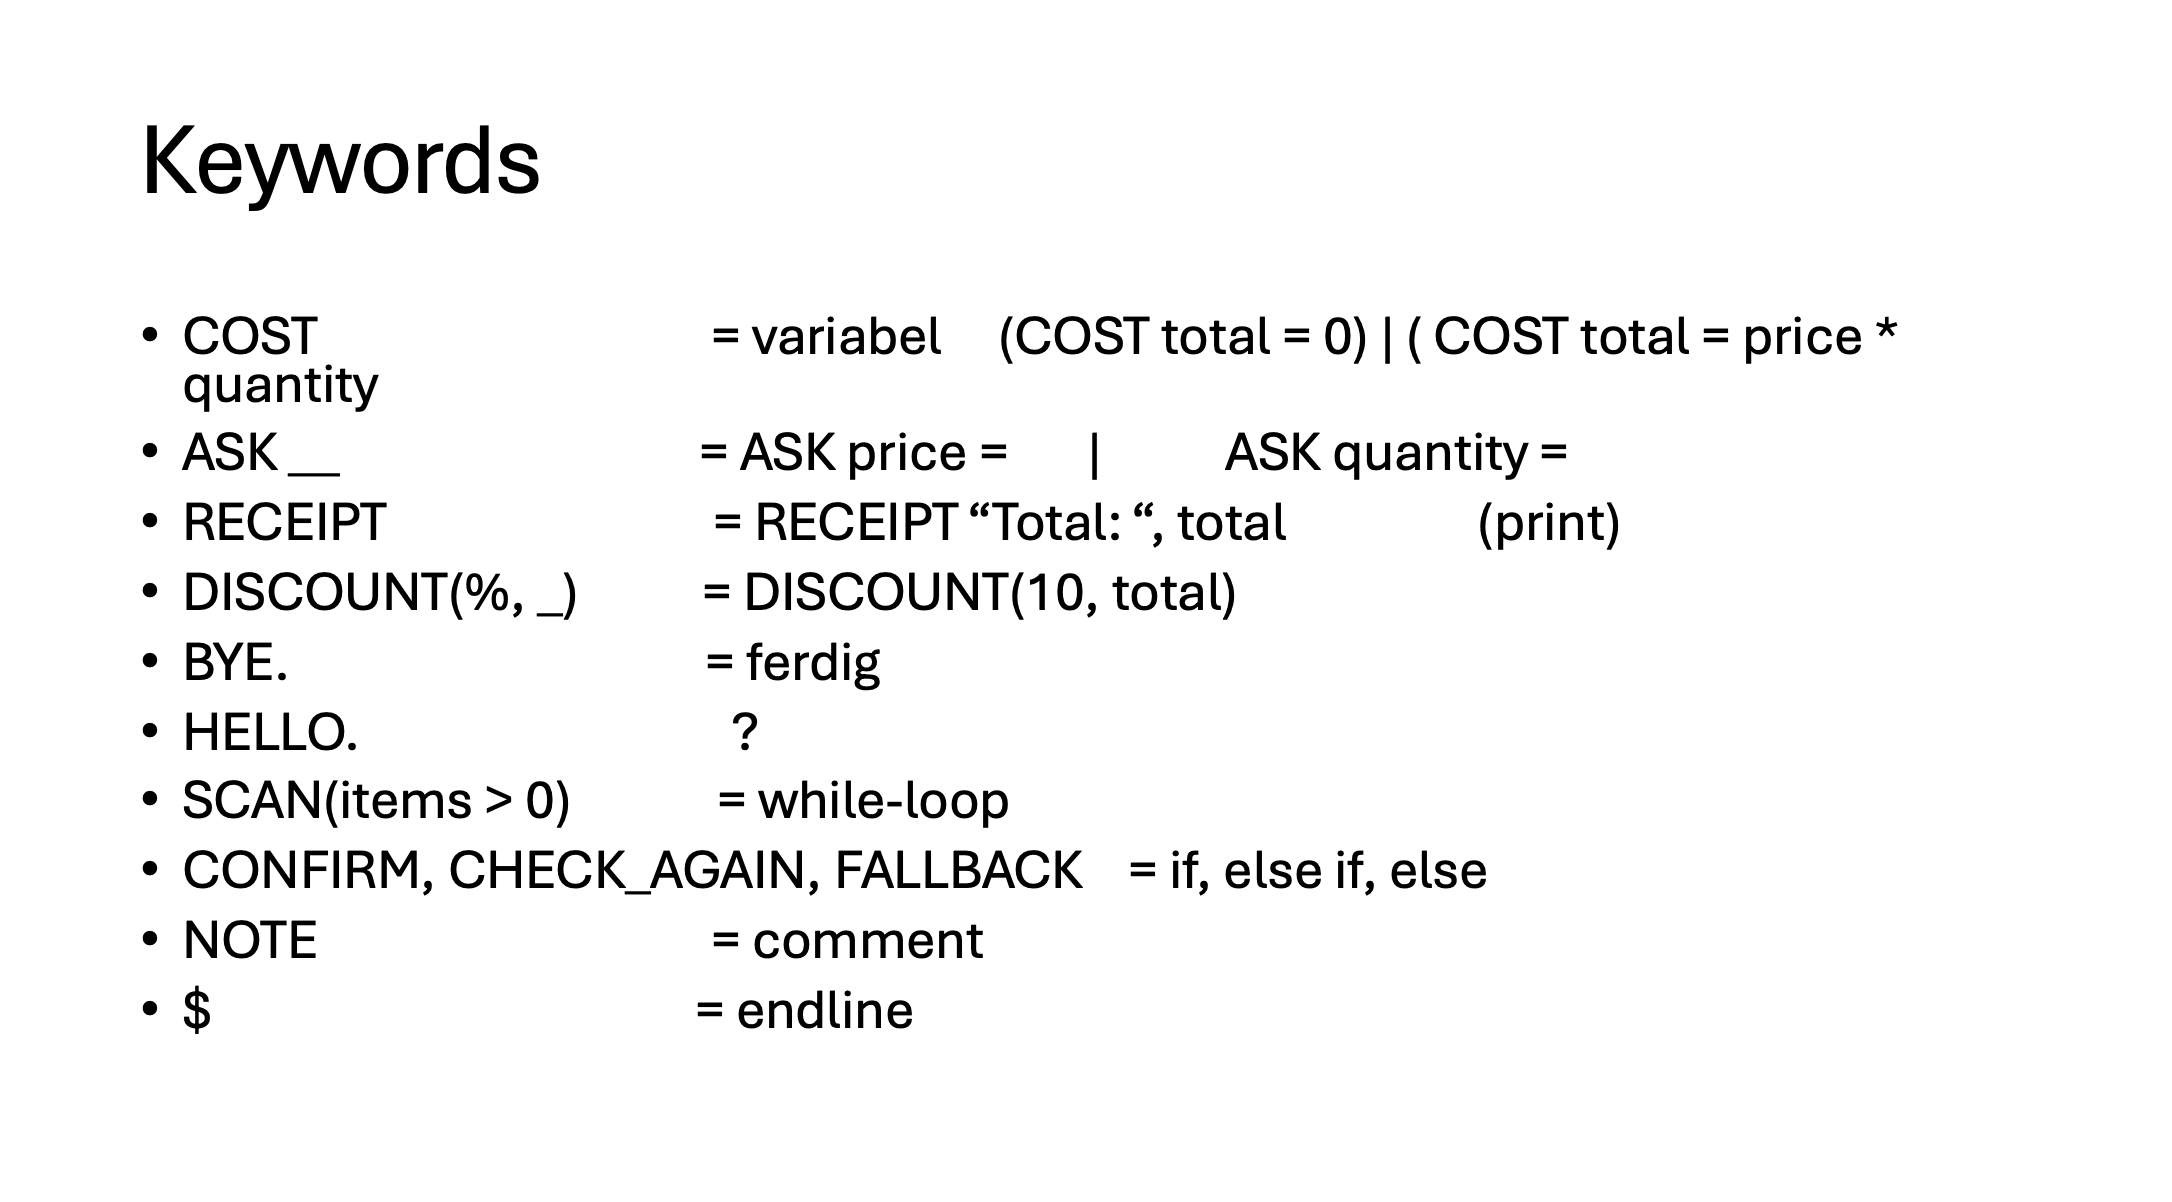 Keywords
• COST = variabel (COST total = 0) | ( COST total = price *
quantity
• ASK __ = ASK price = | ASK quantity =
• RECEIPT = RECEIPT “Total: “, total (print)
• DISCOUNT(%, _) = DISCOUNT(10, total)
• BYE. = ferdig
• HELLO. ?
• SCAN(items > 0) = while-loop
• CONFIRM, CHECK_AGAIN, FALLBACK = if, else if, else
• NOTE = comment
• $ = endline